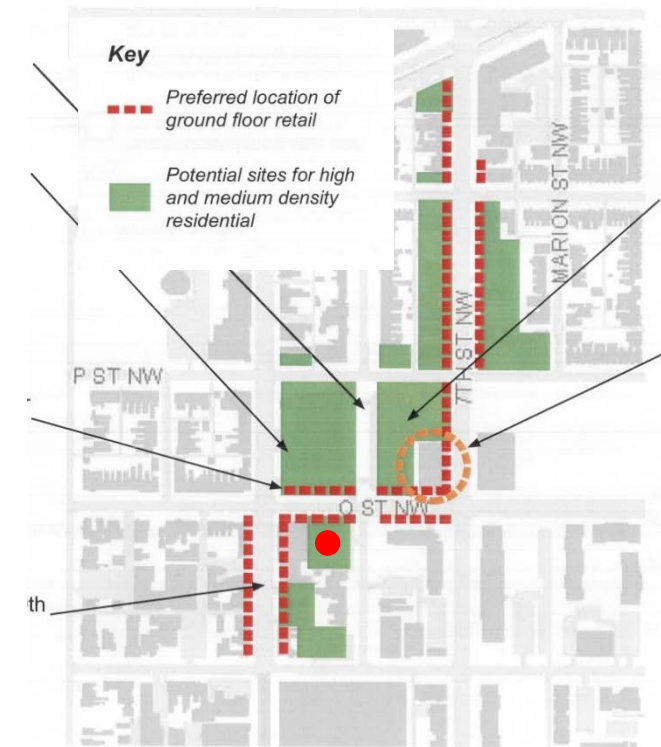 Key
Preferred location of
ground floor retail
Potential sites for high
and medium density
residential
MARION ST NW
7TH ST NW
P ST NW
O ST NW
th